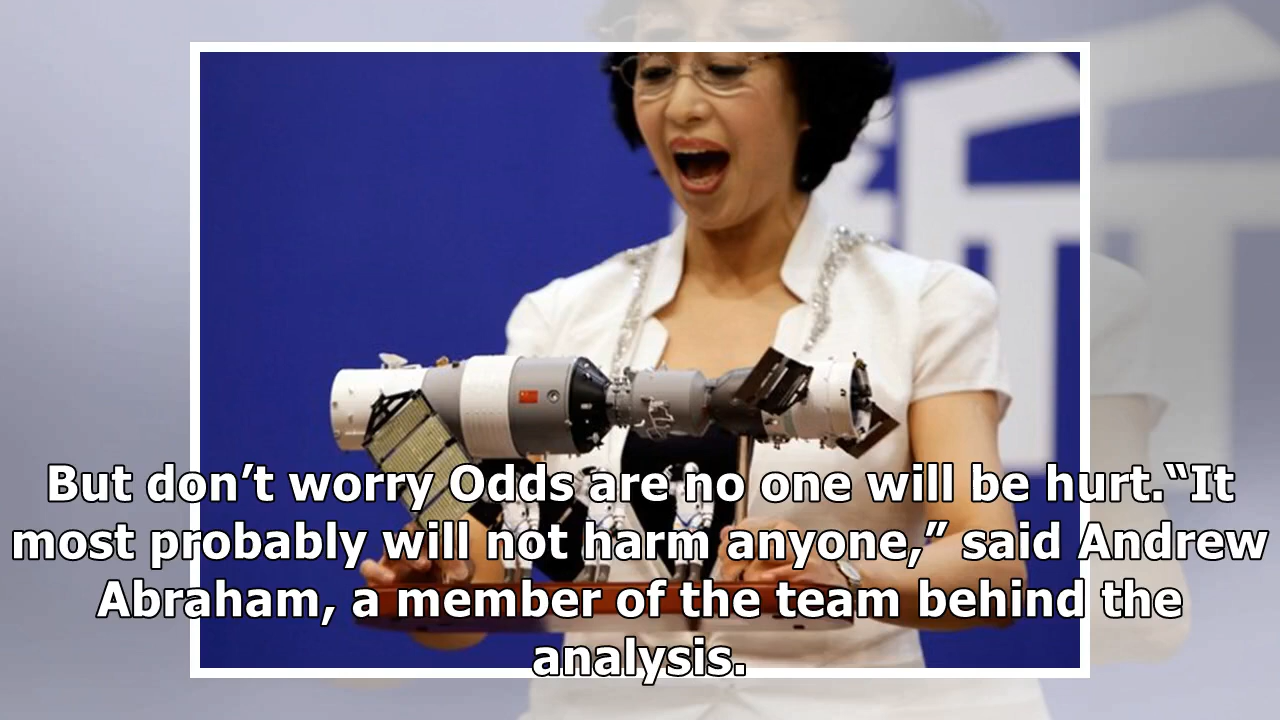 But don’t worry Odds are no one will be hurt.“It
most probably will not harm anyone,” said Andrew
Abraham, a member of the team behind the
analysis.